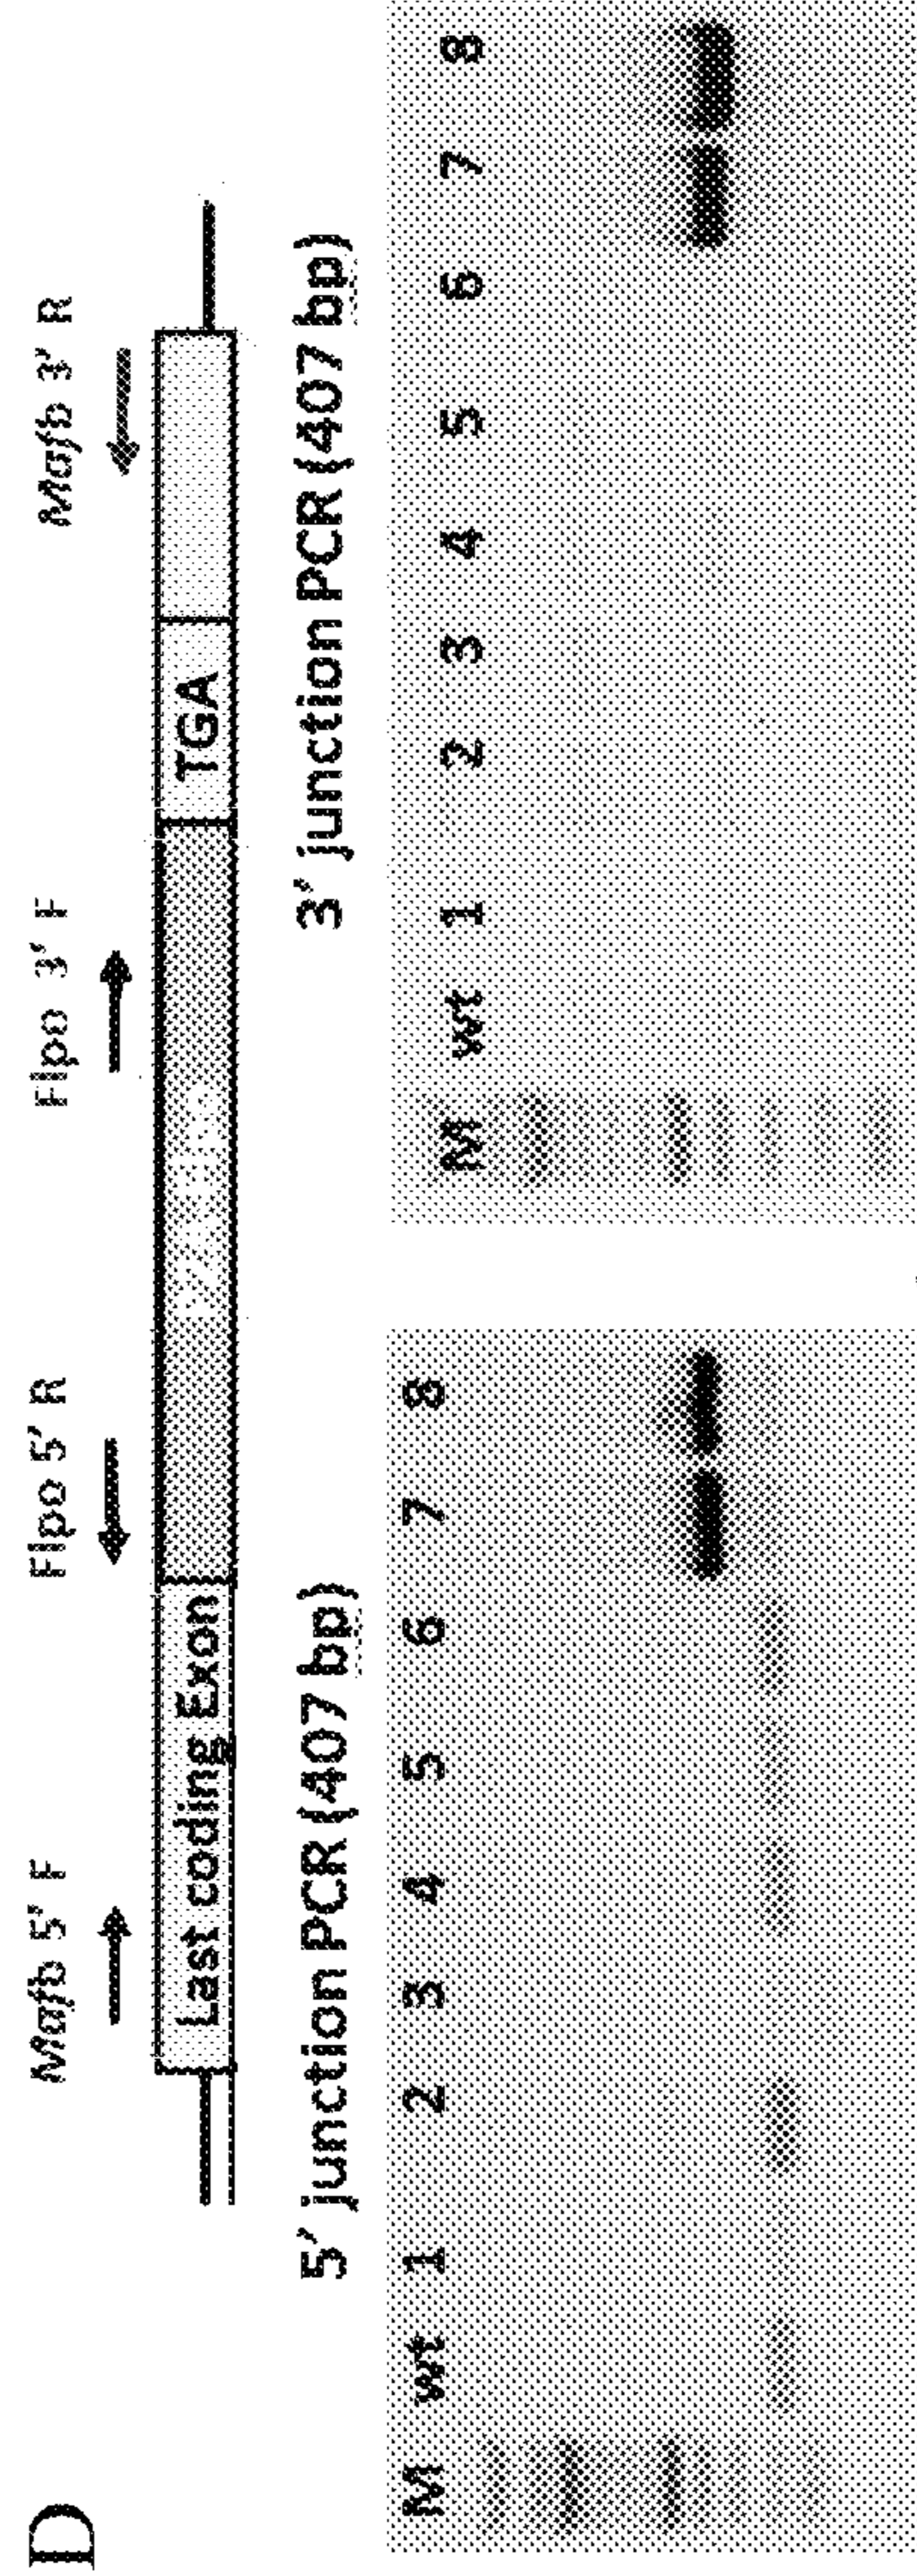 D
Mafb 5' F Flpo 5' R Flpo 3' F Mafb 3' R
Last coding Exon TGA
5' junction PCR (407 bp) 3' junction PCR (407 bp)
M wt 1 2 3 4 5 6 7 8
M wt 1 2 3 4 5 6 7 8